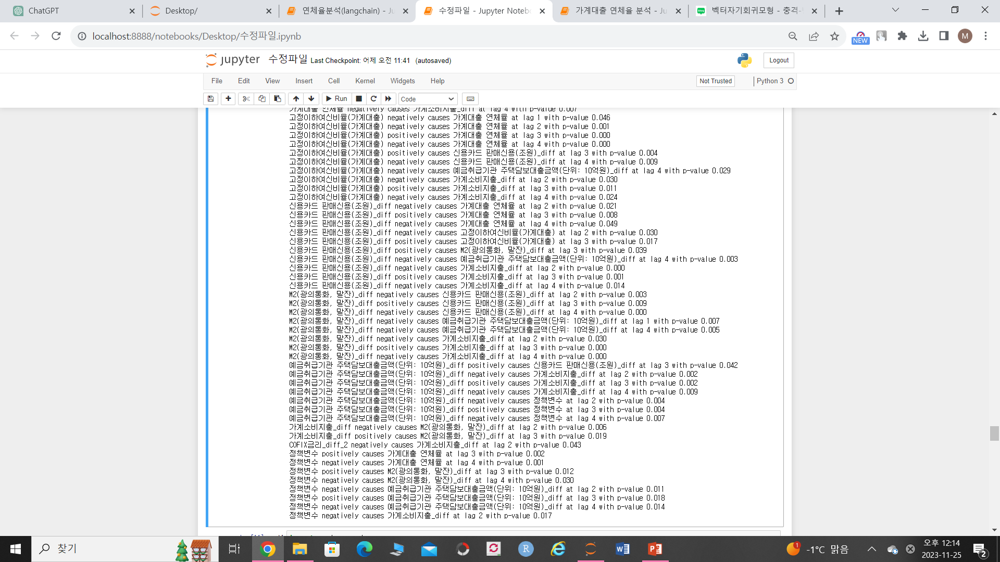 ChatGPT
Desktop/
연체율분석(langchain) - Ju
수정파일 - Jupyter Notebo
가계대출 연체율 분석 - Ju
벡터자기회귀모형 - 충격-
localhost:8888/notebooks/Desktop/수정파일.ipynb
NEW
M
jupyter 수정파일 Last Checkpoint: 어제 오전 11:41 (autosaved)
Logout
File Edit View Insert Cell Kernel Widgets Help
Not Trusted
Python 3
Run
Code
가계대출 연체율 negatively causes 가계소비지출_diff at lag 4 with p-value 0.007
고정이하여신비율(가계대출) negatively causes 가계대출 연체율 at lag 1 with p-value 0.046
고정이하여신비율(가계대출) negatively causes 가계대출 연체율 at lag 2 with p-value 0.001
고정이하여신비율(가계대출) positively causes 가계대출 연체율 at lag 3 with p-value 0.000
고정이하여신비율(가계대출) negatively causes 가계대출 연체율 at lag 4 with p-value 0.000
고정이하여신비율(가계대출) positively causes 신용카드 판매신용(조원)_diff at lag 3 with p-value 0.004
고정이하여신비율(가계대출) negatively causes 신용카드 판매신용(조원)_diff at lag 4 with p-value 0.009
고정이하여신비율(가계대출) negatively causes 예금취급기관 주택담보대출금액(단위: 10억원)_diff at lag 4 with p-value 0.029
고정이하여신비율(가계대출) negatively causes 가계소비지출_diff at lag 2 with p-value 0.030
고정이하여신비율(가계대출) positively causes 가계소비지출_diff at lag 3 with p-value 0.011
고정이하여신비율(가계대출) negatively causes 가계소비지출_diff at lag 4 with p-value 0.024
신용카드 판매신용(조원)_diff negatively causes 가계대출 연체율 at lag 2 with p-value 0.021
신용카드 판매신용(조원)_diff positively causes 가계대출 연체율 at lag 3 with p-value 0.008
신용카드 판매신용(조원)_diff negatively causes 가계대출 연체율 at lag 4 with p-value 0.049
신용카드 판매신용(조원)_diff negatively causes 고정이하여신비율(가계대출) at lag 2 with p-value 0.030
신용카드 판매신용(조원)_diff positively causes 고정이하여신비율(가계대출) at lag 3 with p-value 0.017
신용카드 판매신용(조원)_diff positively causes M2(광의통화, 말잔)_diff at lag 3 with p-value 0.039
신용카드 판매신용(조원)_diff negatively causes 예금취급기관 주택담보대출금액(단위: 10억원)_diff at lag 4 with p-value 0.003
신용카드 판매신용(조원)_diff negatively causes 가계소비지출_diff at lag 2 with p-value 0.000
신용카드 판매신용(조원)_diff positively causes 가계소비지출_diff at lag 3 with p-value 0.001
신용카드 판매신용(조원)_diff negatively causes 가계소비지출_diff at lag 4 with p-value 0.014
M2(광의통화, 말잔)_diff negatively causes 신용카드 판매신용(조원)_diff at lag 2 with p-value 0.003
M2(광의통화, 말잔)_diff positively causes 신용카드 판매신용(조원)_diff at lag 3 with p-value 0.009
M2(광의통화, 말잔)_diff negatively causes 신용카드 판매신용(조원)_diff at lag 4 with p-value 0.000
M2(광의통화, 말잔)_diff negatively causes 예금취급기관 주택담보대출금액(단위: 10억원)_diff at lag 1 with p-value 0.007
M2(광의통화, 말잔)_diff negatively causes 예금취급기관 주택담보대출금액(단위: 10억원)_diff at lag 4 with p-value 0.005
M2(광의통화, 말잔)_diff negatively causes 가계소비지출_diff at lag 2 with p-value 0.030
M2(광의통화, 말잔)_diff positively causes 가계소비지출_diff at lag 3 with p-value 0.000
M2(광의통화, 말잔)_diff negatively causes 가계소비지출_diff at lag 4 with p-value 0.000
예금취급기관 주택담보대출금액(단위: 10억원)_diff positively causes 신용카드 판매신용(조원)_diff at lag 3 with p-value 0.042
예금취급기관 주택담보대출금액(단위: 10억원)_diff negatively causes 가계소비지출_diff at lag 2 with p-value 0.002
예금취급기관 주택담보대출금액(단위: 10억원)_diff positively causes 가계소비지출_diff at lag 3 with p-value 0.002
예금취급기관 주택담보대출금액(단위: 10억원)_diff negatively causes 가계소비지출_diff at lag 4 with p-value 0.009
예금취급기관 주택담보대출금액(단위: 10억원)_diff negatively causes 정책변수 at lag 2 with p-value 0.004
예금취급기관 주택담보대출금액(단위: 10억원)_diff positively causes 정책변수 at lag 3 with p-value 0.004
예금취급기관 주택담보대출금액(단위: 10억원)_diff negatively causes 정책변수 at lag 4 with p-value 0.007
가계소비지출_diff negatively causes M2(광의통화, 말잔)_diff at lag 2 with p-value 0.006
가계소비지출_diff positively causes M2(광의통화, 말잔)_diff at lag 3 with p-value 0.019
COFIX금리_diff_2 negatively causes 가계소비지출_diff at lag 2 with p-value 0.043
정책변수 positively causes 가계대출 연체율 at lag 3 with p-value 0.002
정책변수 negatively causes 가계대출 연체율 at lag 4 with p-value 0.001
정책변수 positively causes M2(광의통화, 말잔)_diff at lag 3 with p-value 0.012
정책변수 negatively causes M2(광의통화, 말잔)_diff at lag 4 with p-value 0.030
정책변수 negatively causes 예금취급기관 주택담보대출금액(단위: 10억원)_diff at lag 2 with p-value 0.011
정책변수 positively causes 예금취급기관 주택담보대출금액(단위: 10억원)_diff at lag 3 with p-value 0.018
정책변수 negatively causes 예금취급기관 주택담보대출금액(단위: 10억원)_diff at lag 4 with p-value 0.014
정책변수 negatively causes 가계소비지출_diff at lag 2 with p-value 0.017
찾기
1
-1°C 맑음
오후 12:14
2023-11-25
2